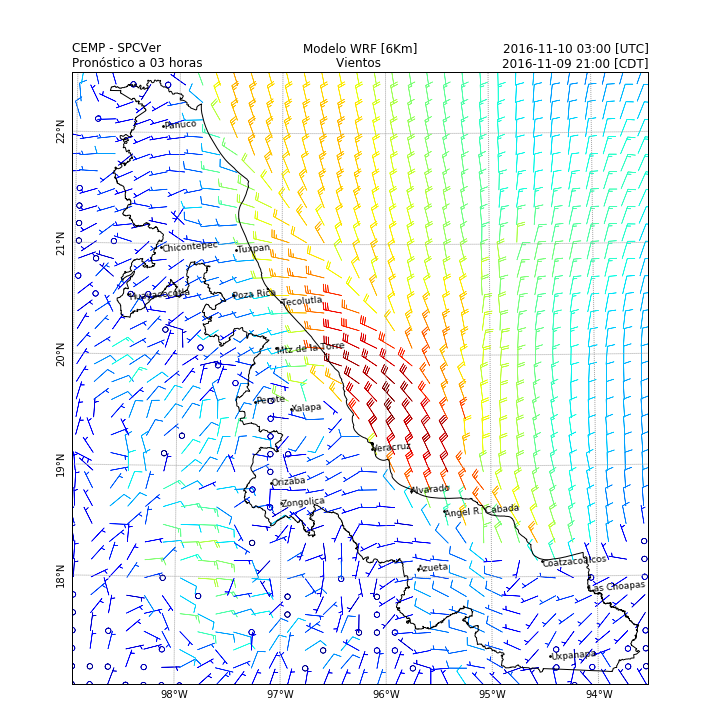 CEMP - SPCVer
Modelo WRF [6Km]
2016-11-10 03:00 [UTC]
Pronóstico a 03 horas
Vientos
2016-11-09 21:00 [CDT]
22°N
Panuco
21°N
Chicontepec
Tuxpan
Huayacocotla
Poza Rica
Tecolutla
20°N
Mtz de la Torre
Perote
Xalapa
Veracruz
19°N
Orizaba
Alvarado
Zongolica
Angel R. Cabada
18°N
Azueta
Coatzacoalcos
Las Choapas
Uxpanapa
98°W
97°W
96°W
95°W
94°W